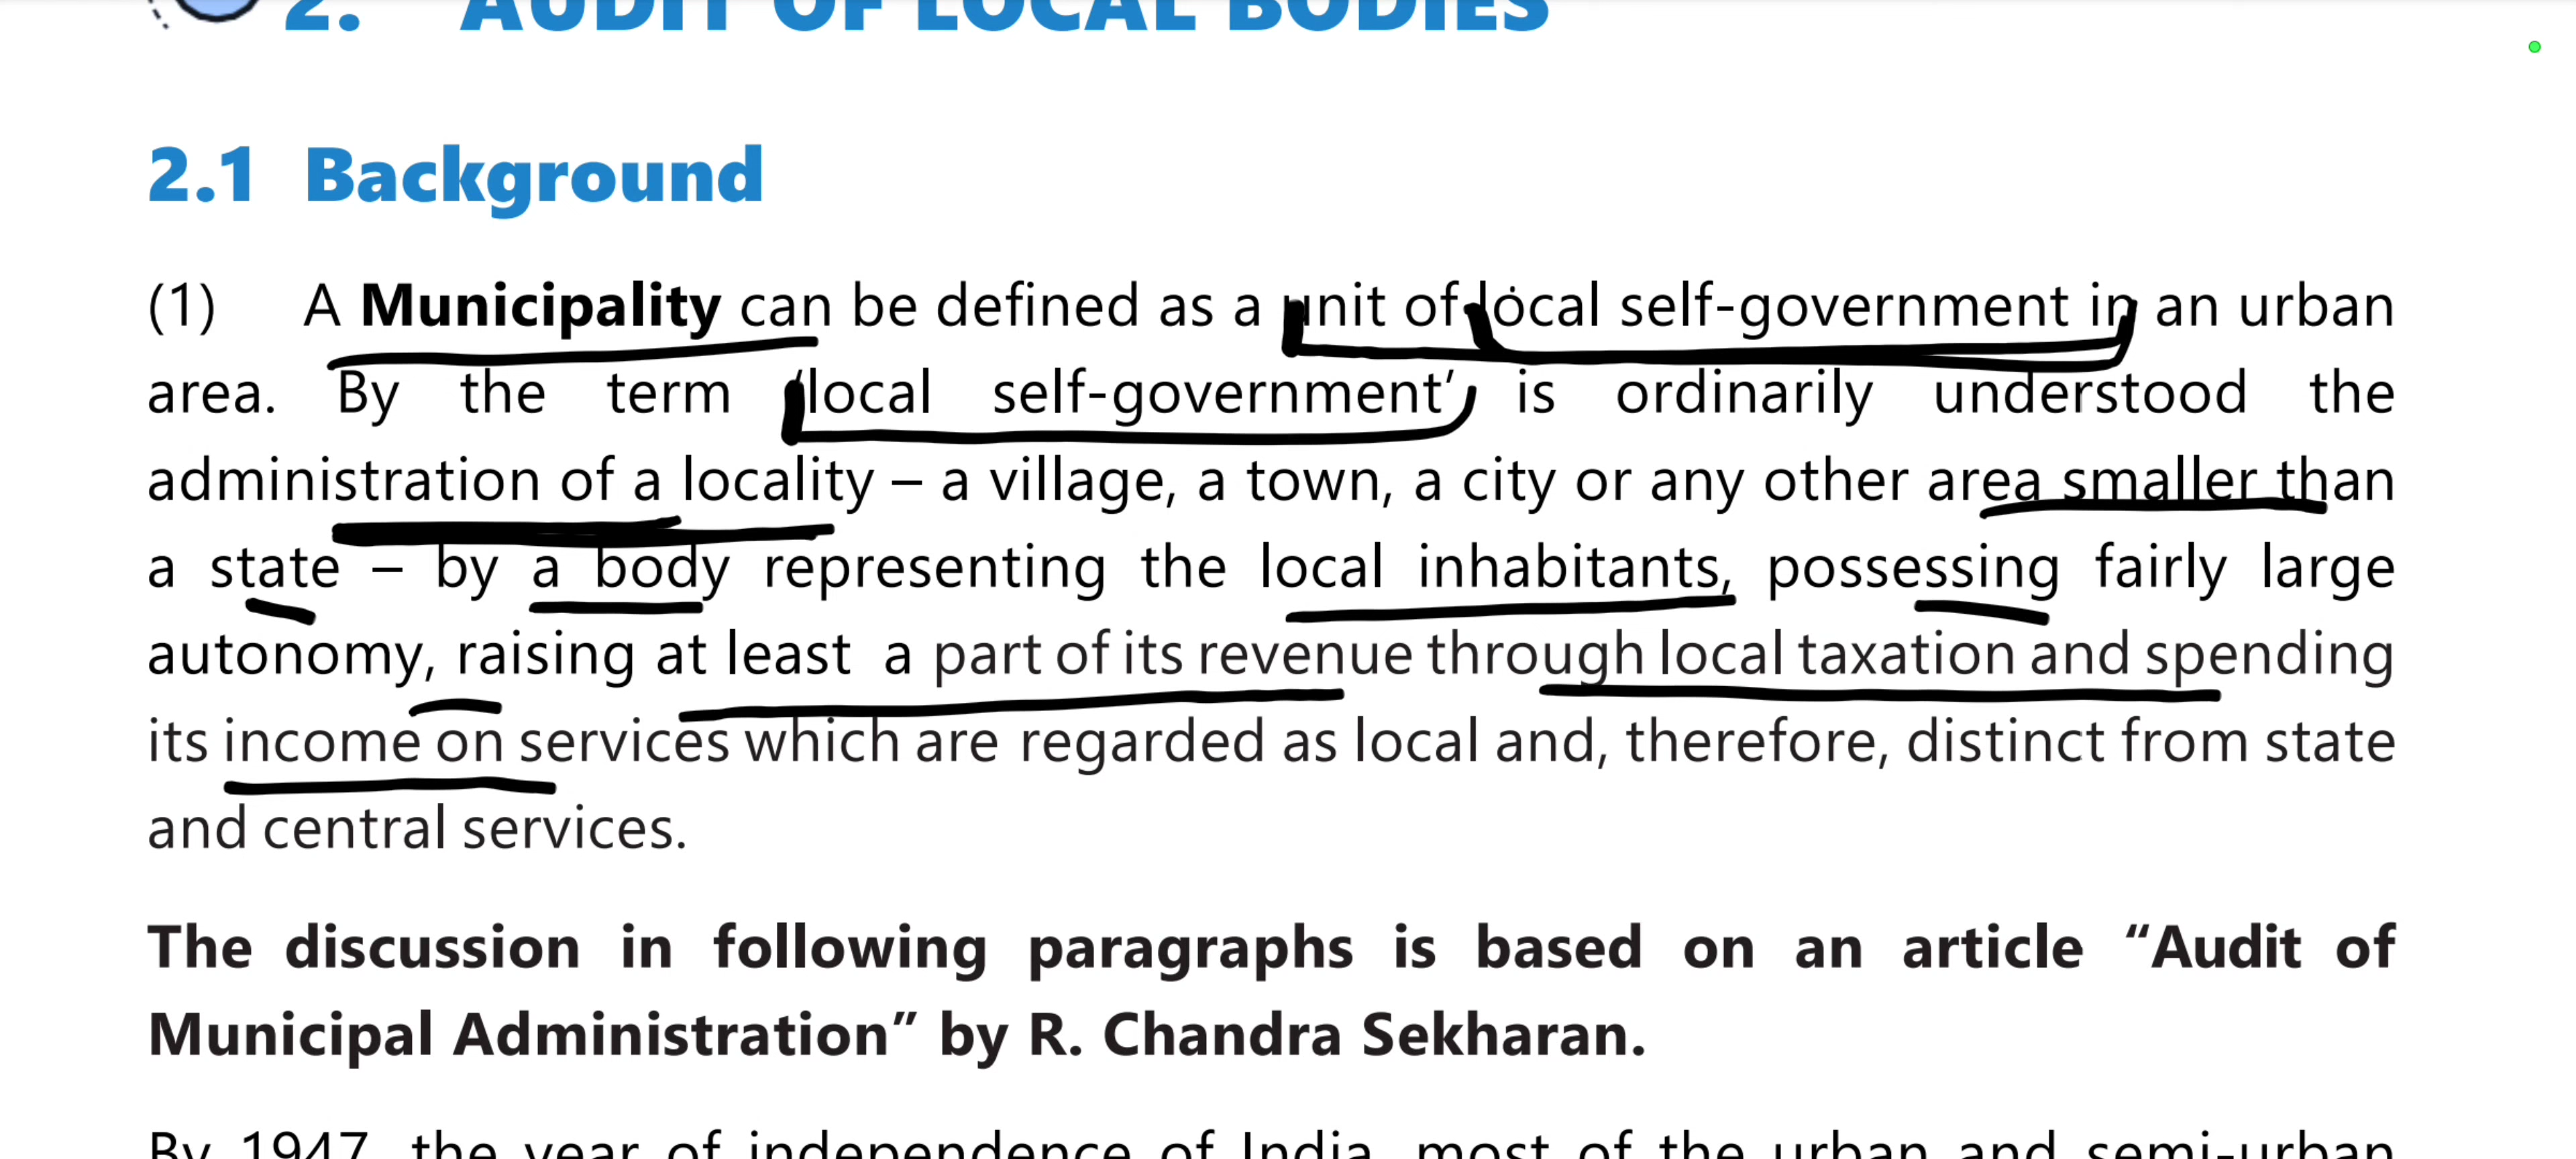 2. AUDIT OF LOCAL BODIES
2.1 Background
(1) A Municipality can be defined as a unit of local self-government in an urban
area. By the term ‘local self-government’ is ordinarily understood the
administration of a locality – a village, a town, a city or any other area smaller than
a state – by a body representing the local inhabitants, possessing fairly large
autonomy, raising at least a part of its revenue through local taxation and spending
its income on services which are regarded as local and, therefore, distinct from state
and central services.
The discussion in following paragraphs is based on an article “Audit of
Municipal Administration” by R. Chandra Sekharan.
By 1947, the year of independence of India, most of the urban and semi-urban